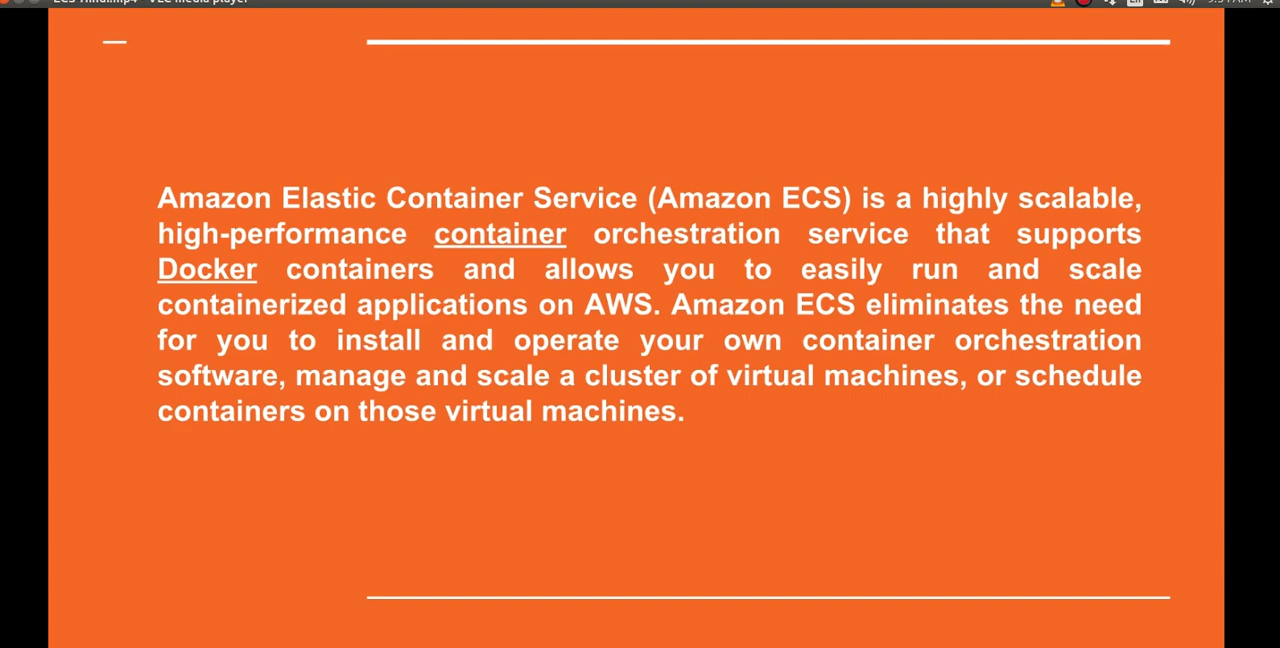 Amazon Elastic Container Service (Amazon ECS) is a highly scalable,
high-performance container orchestration service that supports
Docker containers and allows you to easily run and scale
containerized applications on AWS. Amazon ECS eliminates the need
for you to install and operate your own container orchestration
software, manage and scale a cluster of virtual machines, or schedule
containers on those virtual machines.